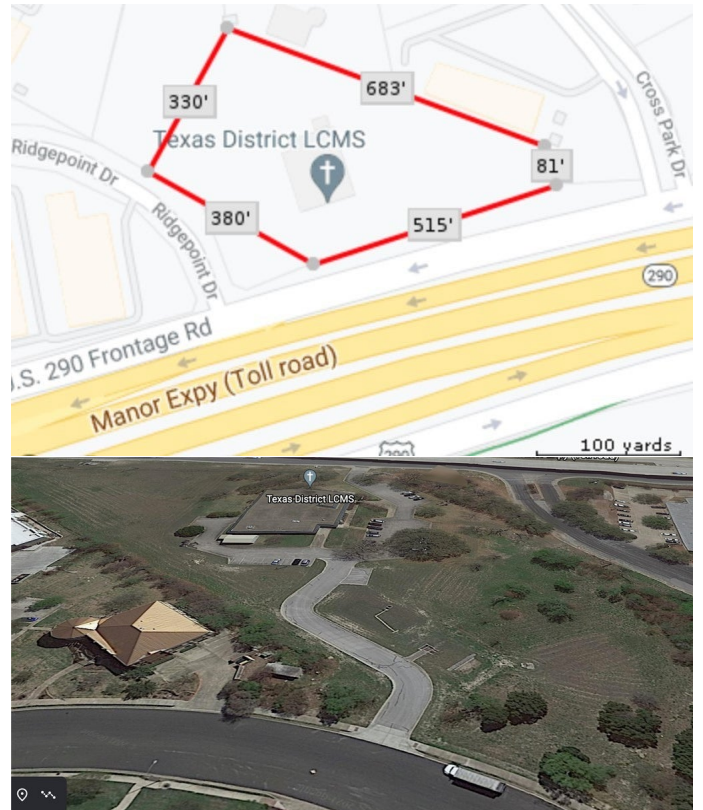 Cross Park Dr
683'
330'
Texas District LCMS
Ridgepoint Dr
81'
380'
515'
Ridgepoint Dr
290
.S. 290 Frontage Rd
Manor Expy (Toll road)
290
100 yards
Texas District LCMS